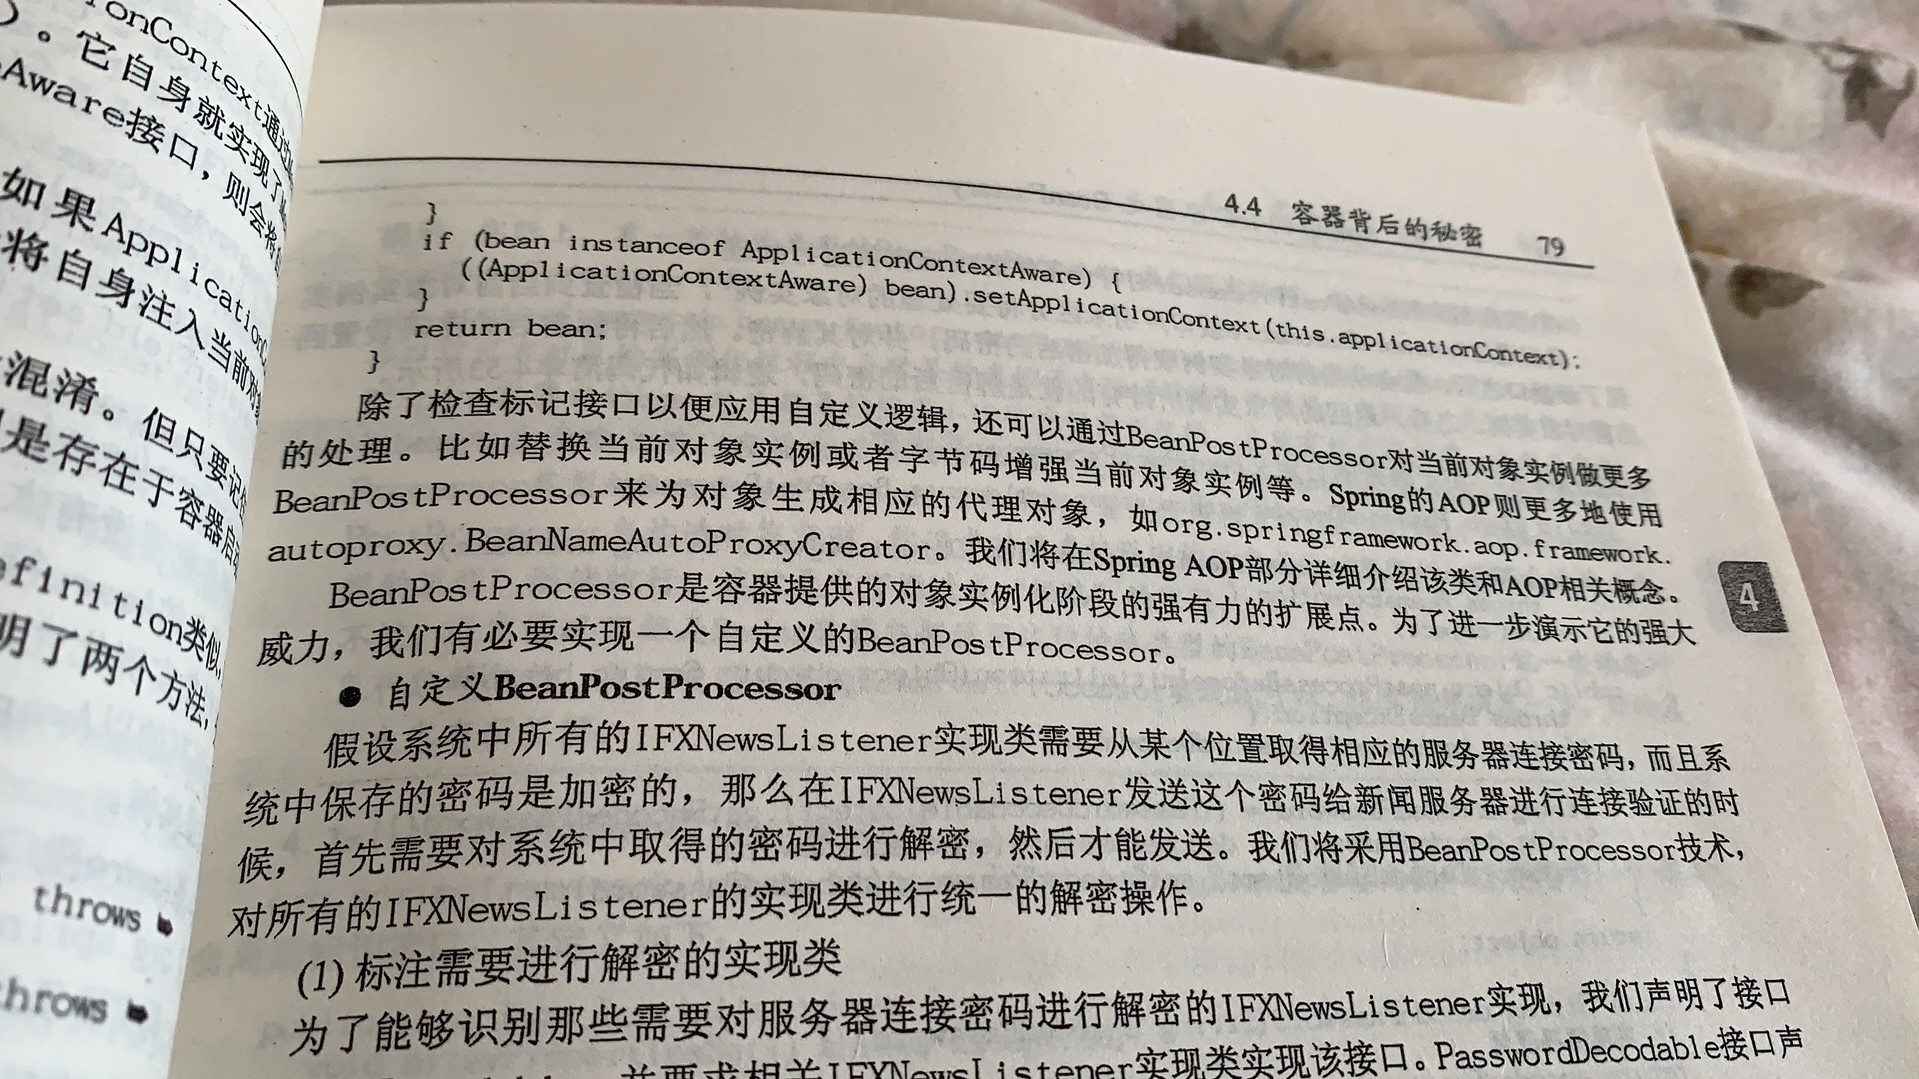 ronContext通过
。它自身就实现了
Aware接口，则会将
如果Application
将自身注入当前对
混淆。但只要记
是存在于容器启
efinition类似
明了两个方法，
throws
throws
4.4 容器背后的秘密 79
}
if (bean instanceof ApplicationContextAware) {
((ApplicationContextAware) bean).setApplicationContext(this.applicationContext);
}
return bean;
}
除了检查标记接口以便应用自定义逻辑，还可以通过BeanPostProcessor对当前对象实例做更多
的处理。比如替换当前对象实例或者字节码增强当前对象实例等。Spring的AOP则更多地使用
BeanPostProcessor来为对象生成相应的代理对象，如org.springframework.aop.framework.
autoproxy.BeanNameAutoProxyCreator。我们将在Spring AOP部分详细介绍该类和AOP相关概念。
BeanPostProcessor是容器提供的对象实例化阶段的强有力的扩展点。为了进一步演示它的强大
威力，我们有必要实现一个自定义的BeanPostProcessor。
● 自定义BeanPostProcessor
假设系统中所有的IFXNewsListener实现类需要从某个位置取得相应的服务器连接密码，而且系
统中保存的密码是加密的，那么在IFXNewsListener发送这个密码给新闻服务器进行连接验证的时
候，首先需要对系统中取得的密码进行解密，然后才能发送。我们将采用BeanPostProcessor技术，
对所有的IFXNewsListener的实现类进行统一的解密操作。
(1) 标注需要进行解密的实现类
为了能够识别那些需要对服务器连接密码进行解密的IFXNewsListener实现，我们声明了接口
并要求相关IFXNewsListener实现类实现该接口。PasswordDecodable接口声
4